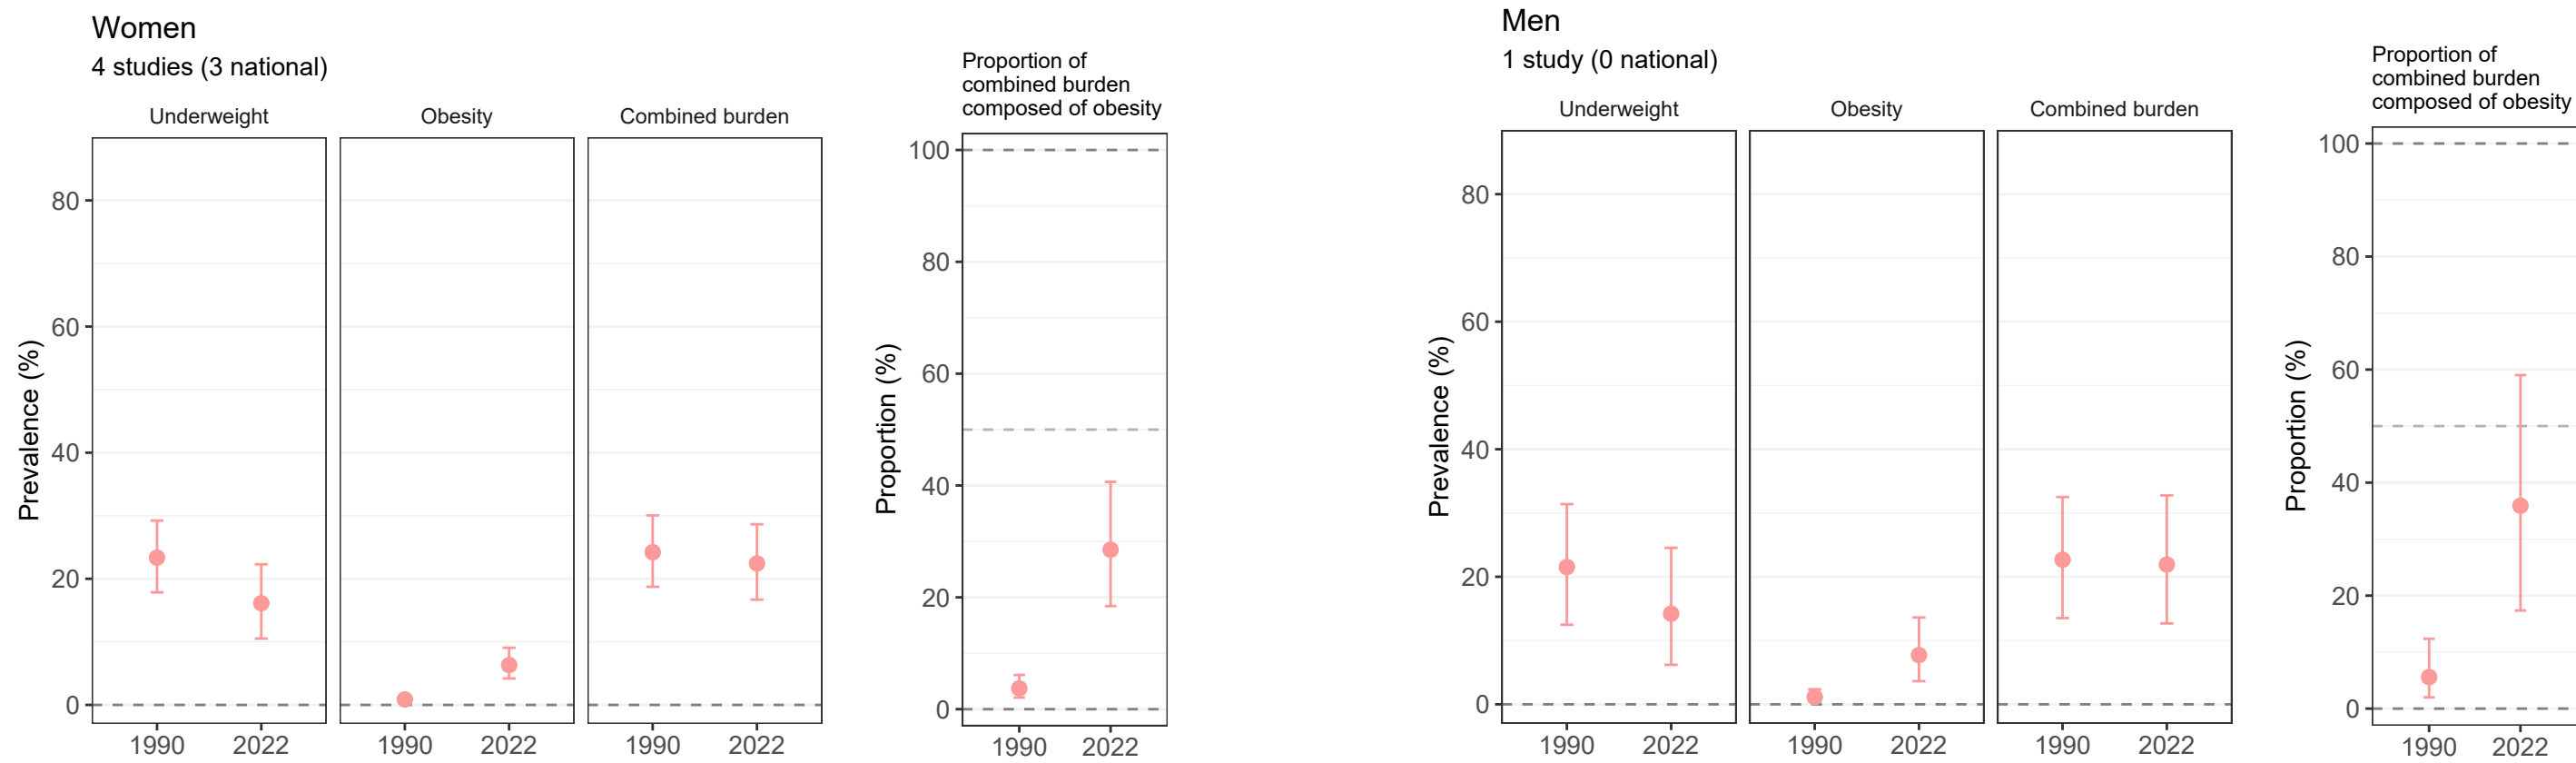 Women
4 studies (3 national)
Underweight
Obesity
Combined burden
Prevalence (%)
80
60
40
20
0
1990 2022
1990 2022
1990 2022
Proportion of
combined burden
composed of obesity
Proportion (%)
100
80
60
40
20
0
1990 2022
Men
1 study (0 national)
Underweight
Obesity
Combined burden
Prevalence (%)
80
60
40
20
0
1990 2022
1990 2022
1990 2022
Proportion of
combined burden
composed of obesity
Proportion (%)
100
80
60
40
20
0
1990 2022